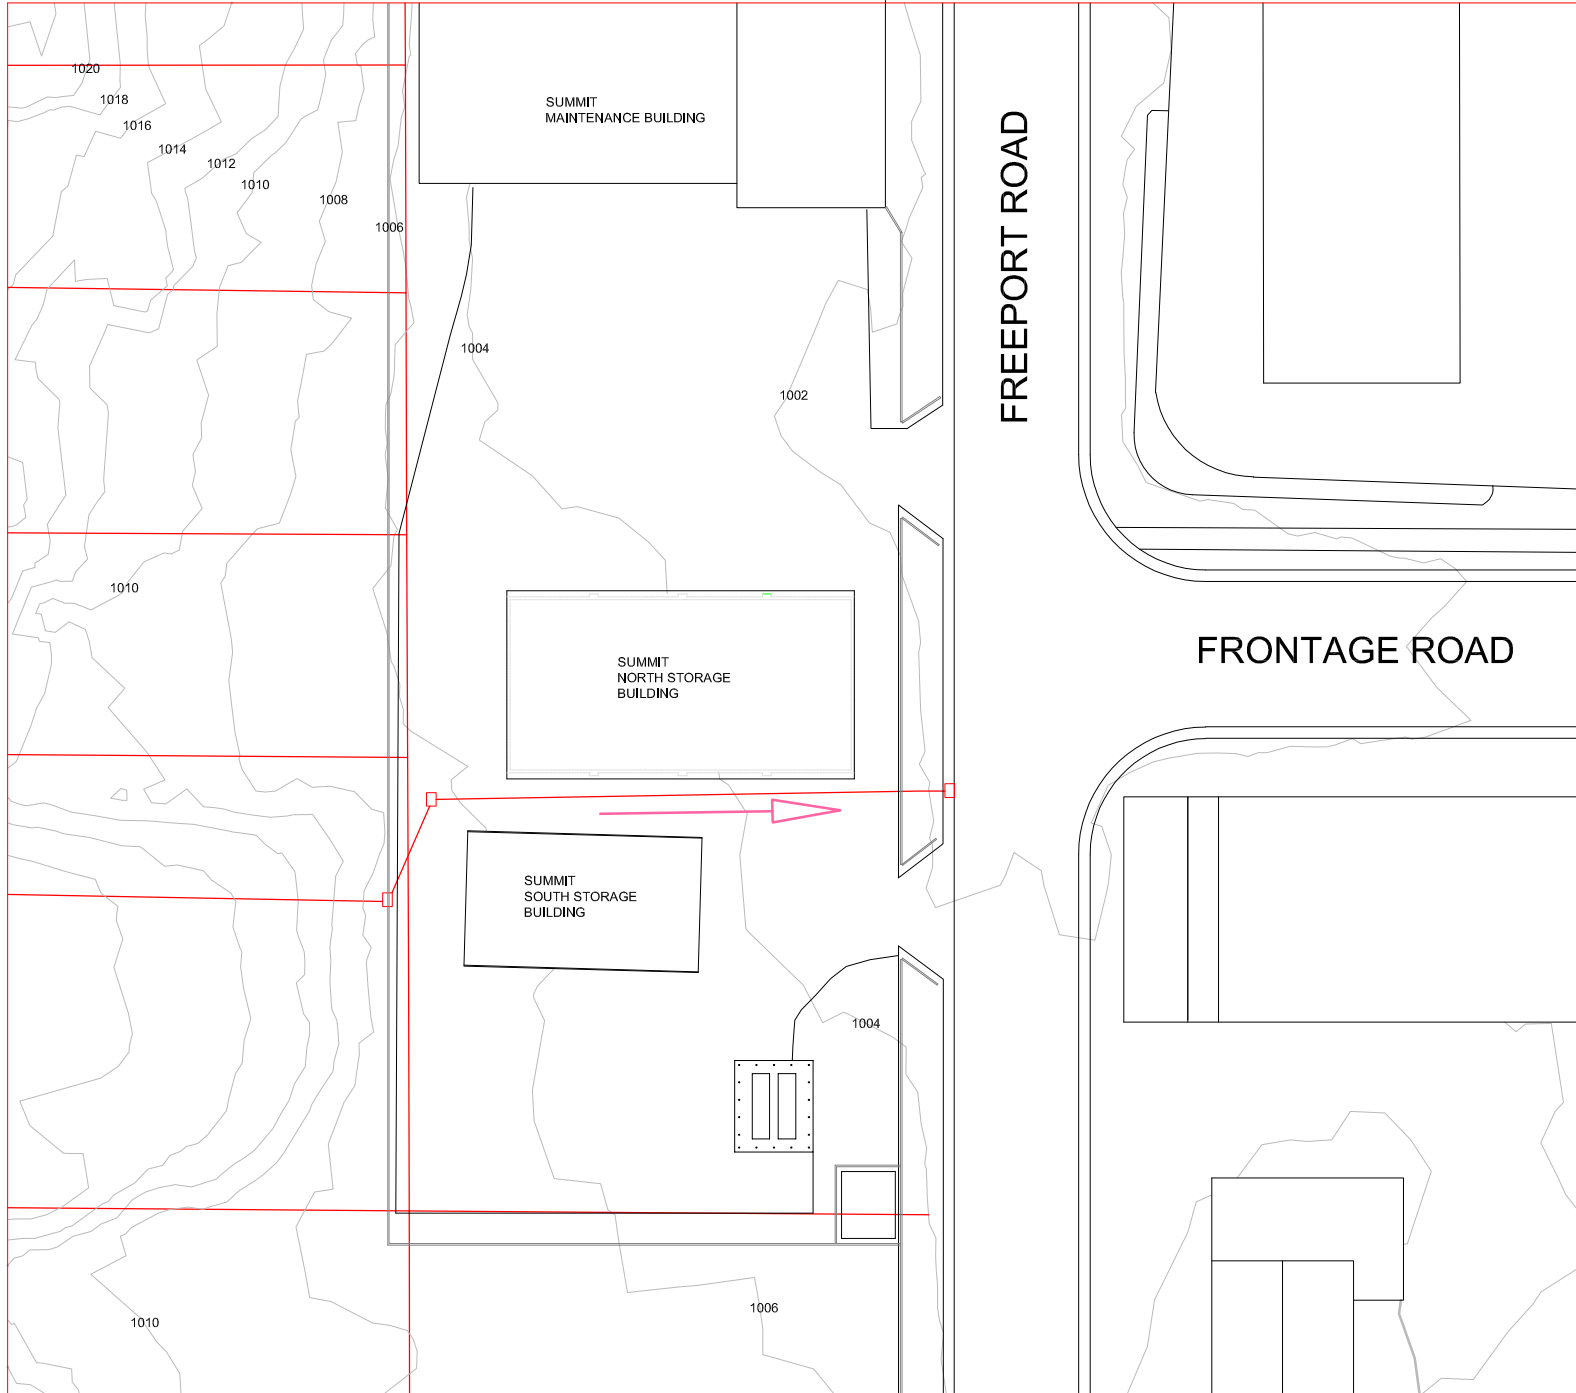 1020
1018
SUMMIT
MAINTENANCE BUILDING
1016
1014
1012
1010
1008
1006
FREEPORT ROAD
1004
1002
1010
FRONTAGE ROAD
SUMMIT
NORTH STORAGE
BUILDING
SUMMIT
SOUTH STORAGE
BUILDING
1004
1006
1010